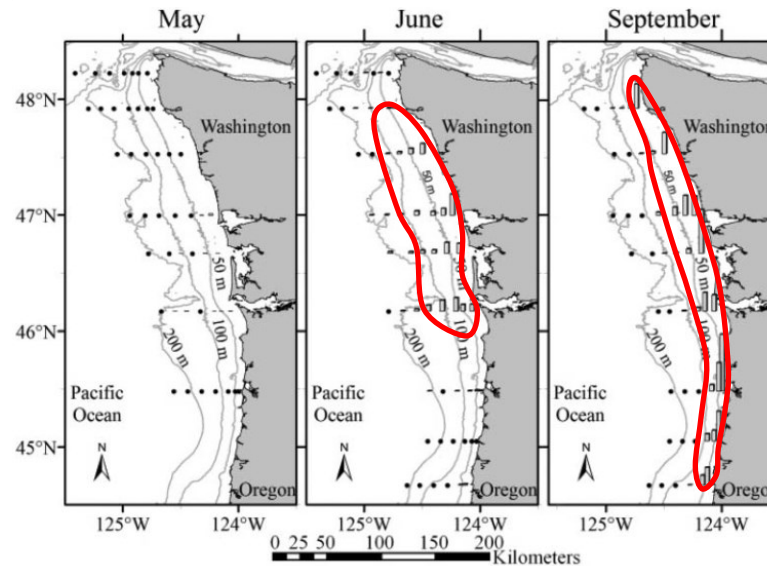 May June September
48°N
47°N
46°N
45°N
Washington Washington Washington
50 m 50 m 50 m
100 m 100 m 100 m
200 m 200 m 200 m
Pacific Pacific Pacific
Ocean Ocean Ocean
N N N
Oregon Oregon Orego
125°W 124°W 125°W 124°W 125°W 124°W
0 25 50 100 150 200
Kilometers